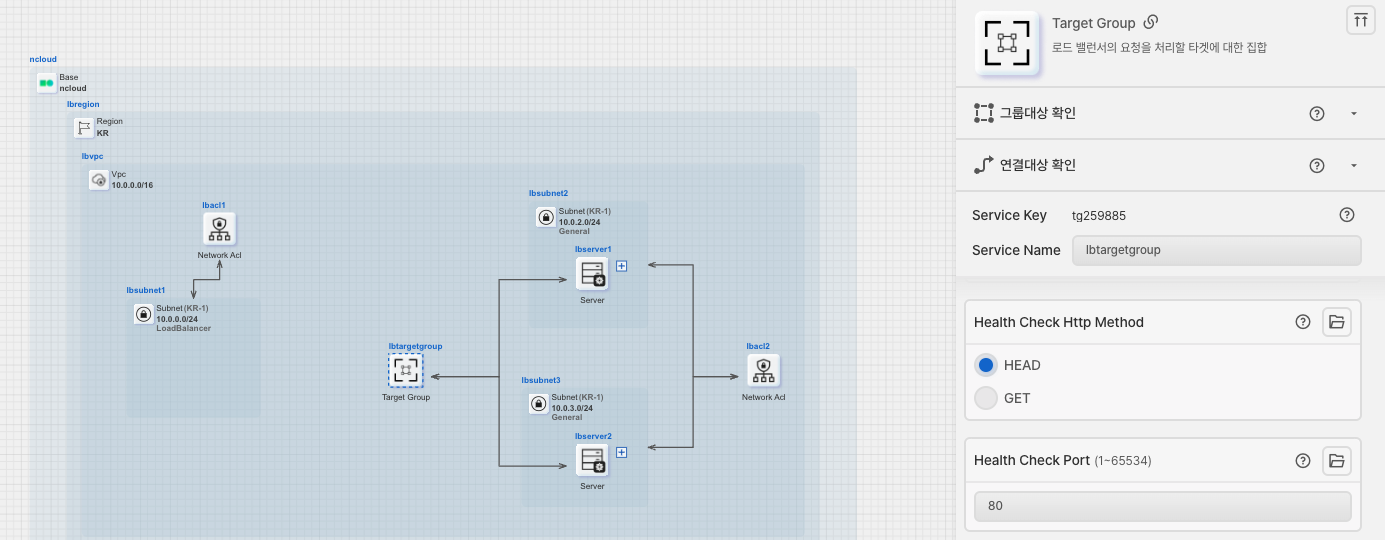 ncloud
Base
ncloud
lbregion
Region
KR
lbvpc
Vpc
10.0.0.0/16
lbacl1
Network Acl
lbsubnet1
Subnet (KR-1)
10.0.0.0/24
LoadBalancer
lbsubnet2
Subnet (KR-1)
10.0.2.0/24
General
lbserver1
Server
lbtargetgroup
Target Group
lbsubnet3
Subnet (KR-1)
10.0.3.0/24
General
lbserver2
Server
lbacl2
Network Acl
Target Group
로드 밸런서의 요청을 처리할 타겟에 대한 집합
그룹대상 확인
연결대상 확인
Service Key tg259885
Service Name lbtargetgroup
Health Check Http Method
HEAD
GET
Health Check Port (1~65534)
80